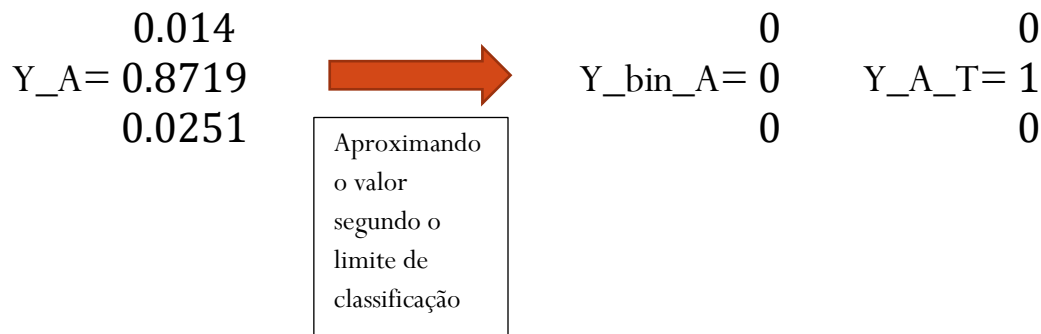 0.014 0 0
Y_A= 0.8719 Y_bin_A= 0 Y_A_T= 1
0.0251 0 0
Aproximando
o valor
segundo o
limite de
classificação